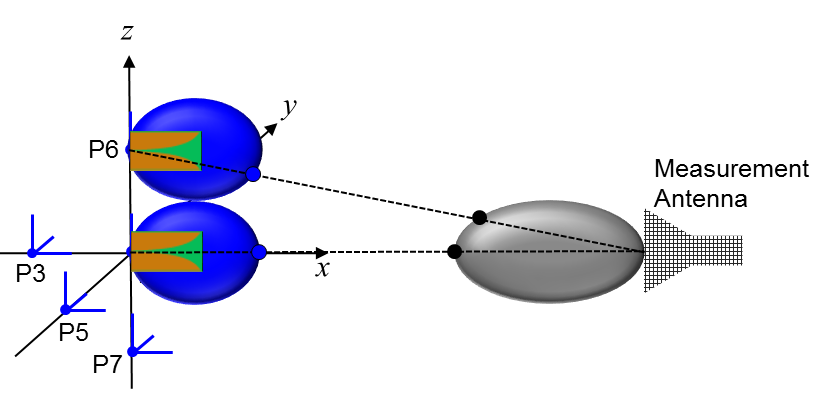 z
y
P6
Measurement
Antenna
x
P3
P5
P7